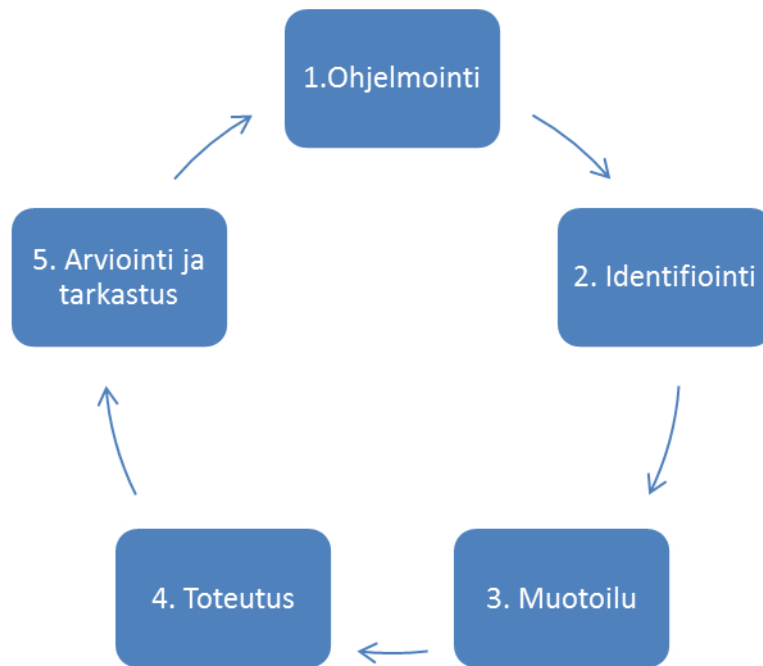 1.Ohjelmointi
2. Identifiointi
3. Muotoilu
4. Toteutus
5. Arviointi ja
tarkastus